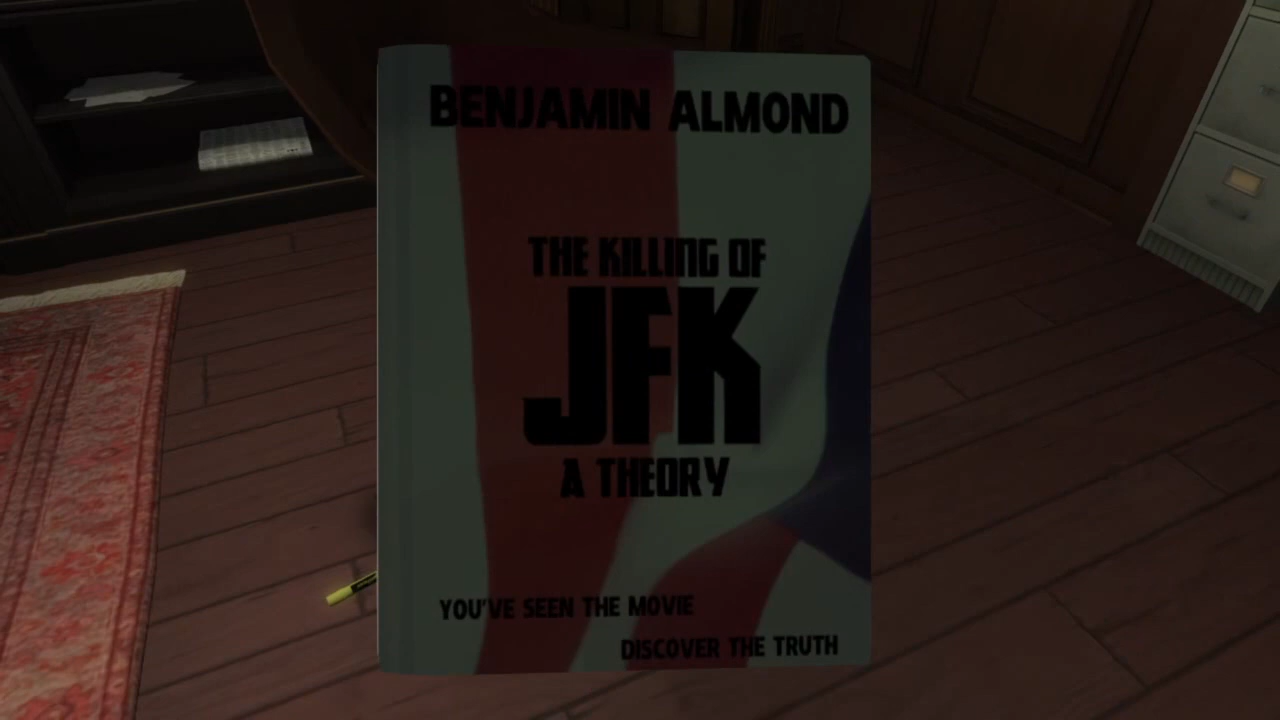 BENJAMIN ALMOND
THE KILLING OF
JFK
A THEORY
YOU'VE SEEN THE MOVIE
DISCOVER THE TRUTH